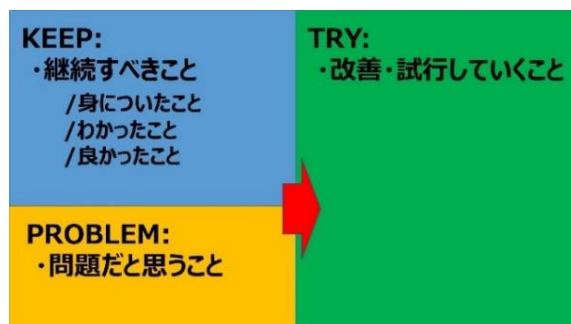 KEEP:
・継続すべきこと
/身についたこと
/わかったこと
/良かったこと
PROBLEM:
・問題だと思うこと
TRY:
・改善・試行していくこと